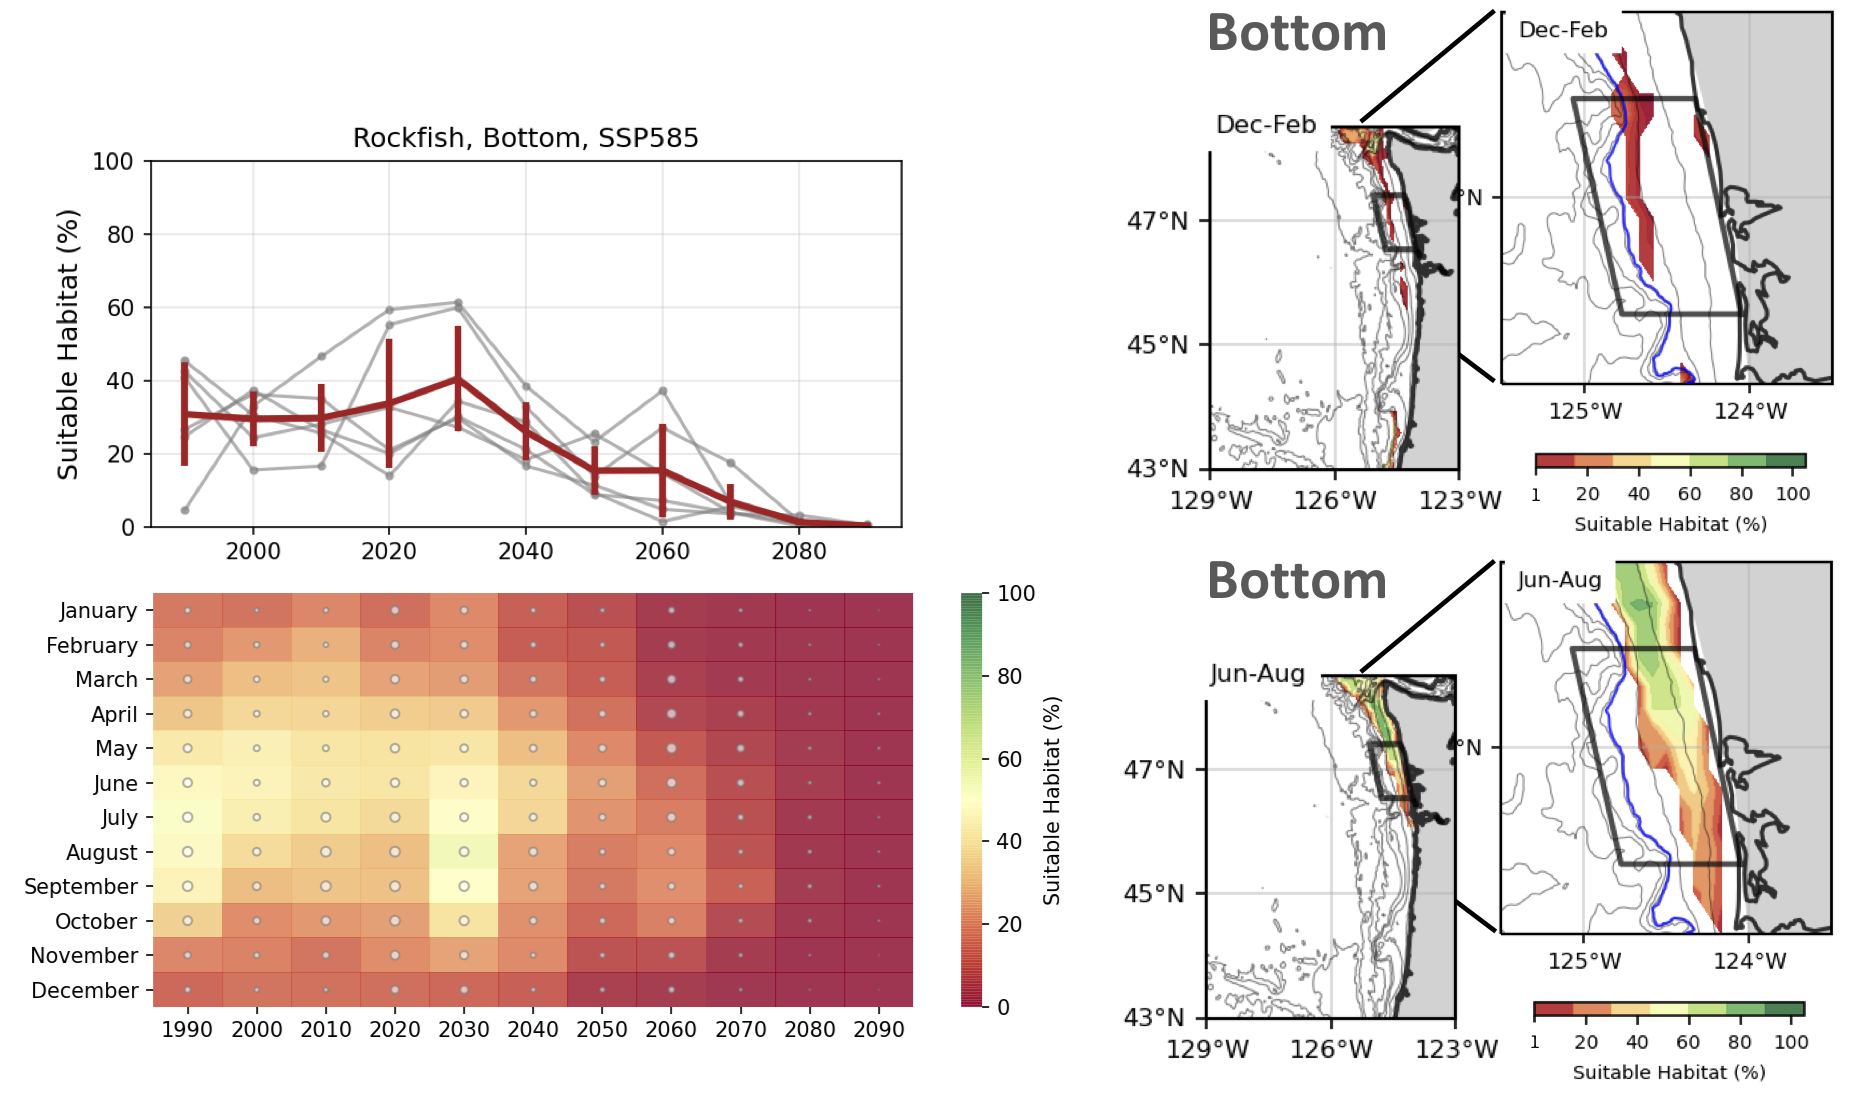 Rockfish, Bottom, SSP585
Suitable Habitat (%)
100
80
60
40
20
0
2000
2020
2040
2060
2080
January
February
March
April
May
June
July
August
September
October
November
December
1990
2000
2010
2020
2030
2040
2050
2060
2070
2080
2090
100
80
60
40
20
0
Suitable Habitat (%)
Bottom
Dec-Feb
47°N
45°N
43°N
129°W
126°W
123°W
Dec-Feb
°N
125°W
124°W
1
20
40
60
80
100
Suitable Habitat (%)
Bottom
Jun-Aug
47°N
45°N
43°N
129°W
126°W
123°W
Jun-Aug
°N
125°W
124°W
1
20
40
60
80
100
Suitable Habitat (%)